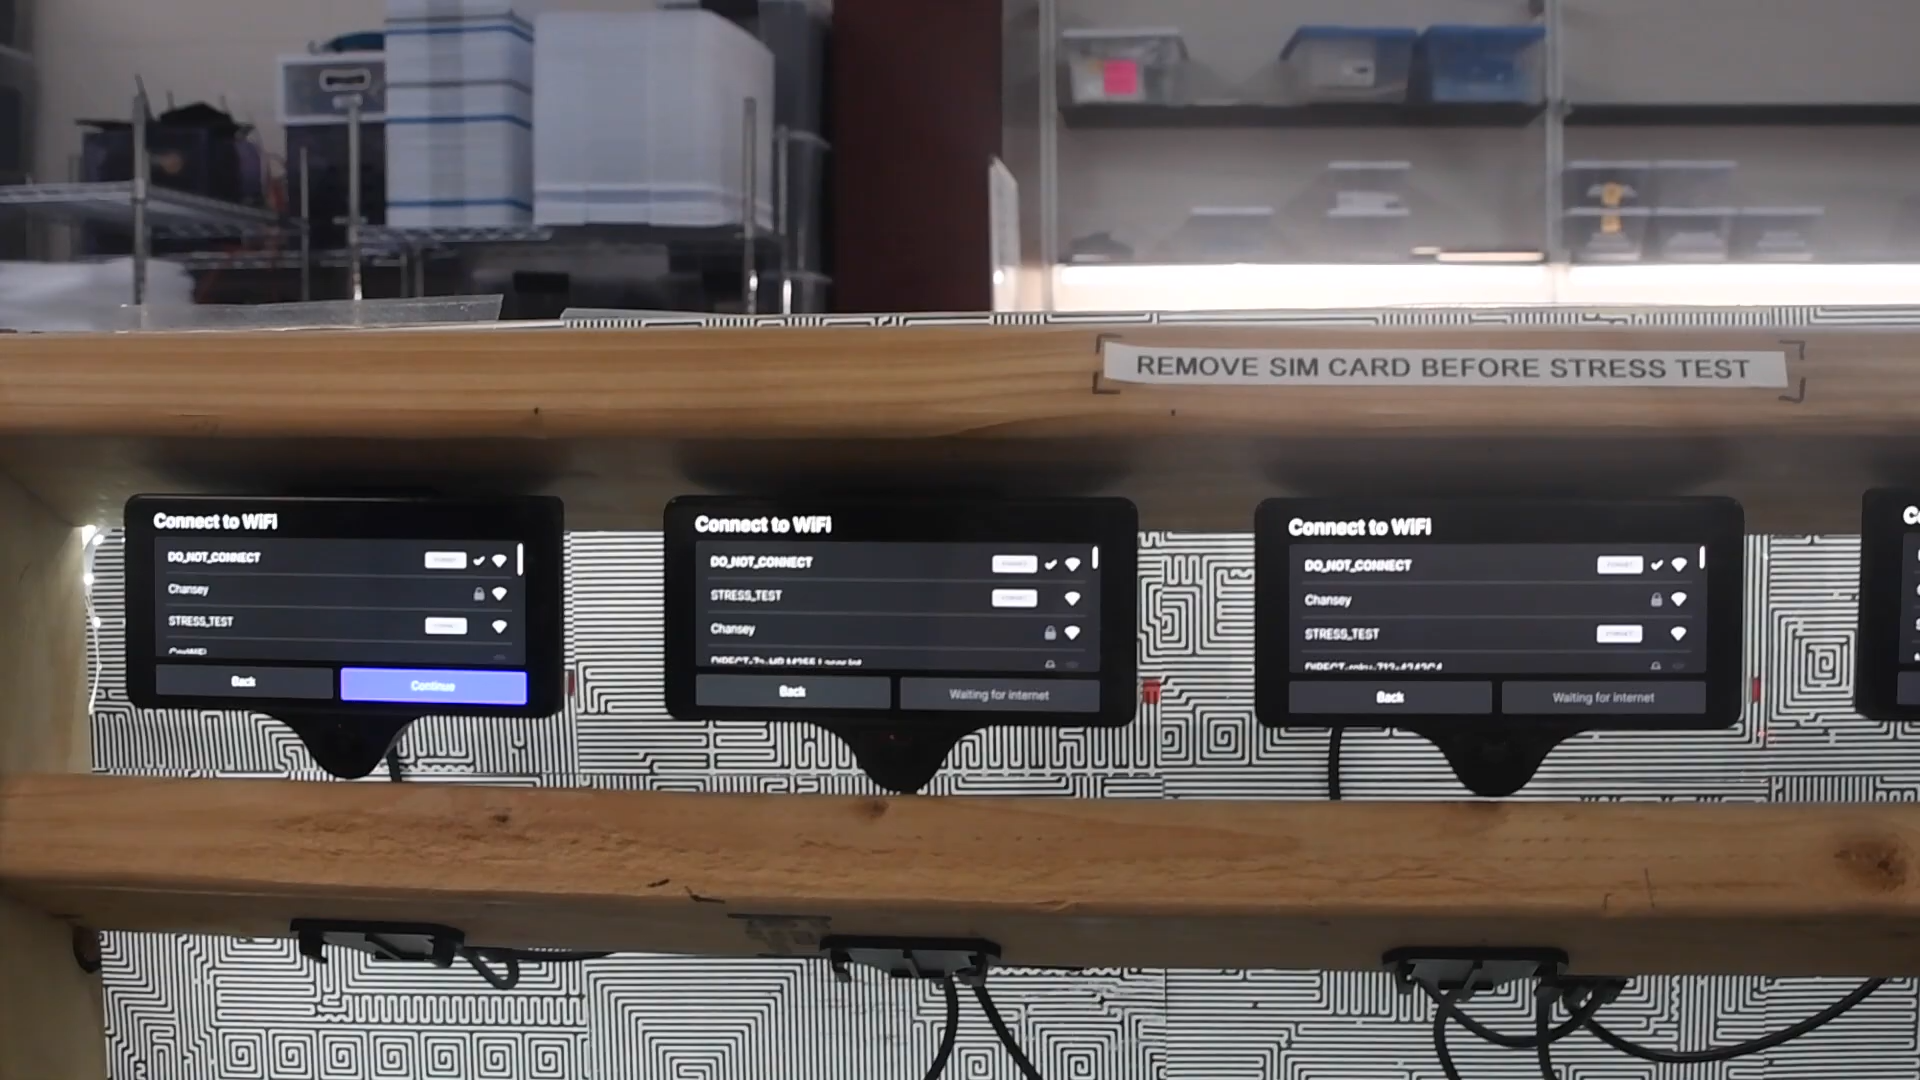 REMOVE SIM CARD BEFORE STRESS TEST
Connect to WiFi
DO_NOT_CONNECT
Chansey
STRESS_TEST
Back
Continue
Connect to WiFi
DO_NOT_CONNECT
STRESS_TEST
Chansey
Back
Waiting for internet
Connect to WiFi
DO_NOT_CONNECT
Chansey
STRESS_TEST
Back
Waiting for internet